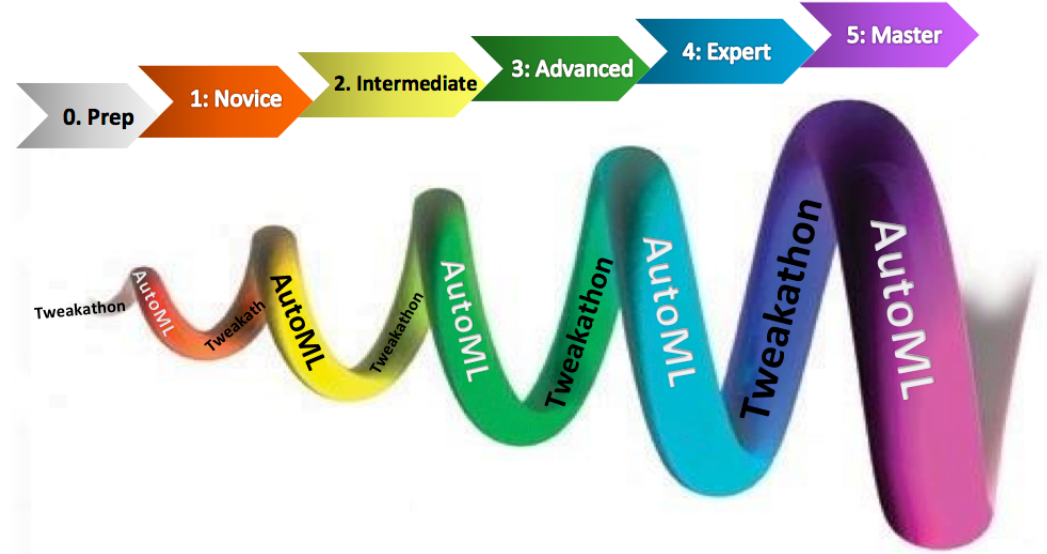 0. Prep
1: Novice
2. Intermediate
3: Advanced
4: Expert
5: Master
Tweakathon
AutoML
Tweakath
AutoML
Tweakathon
AutoML
Tweakathon
AutoML
Tweakathon
AutoML